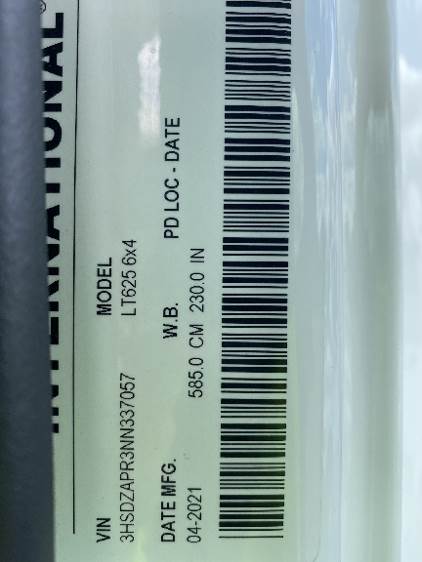 INTERNATIONAL®
VIN MODEL
3HSDZAPR3NN337057 LT625 6x4
DATE MFG. W.B. PD LOC - DATE
04-2021 585.0 CM 230.0 IN